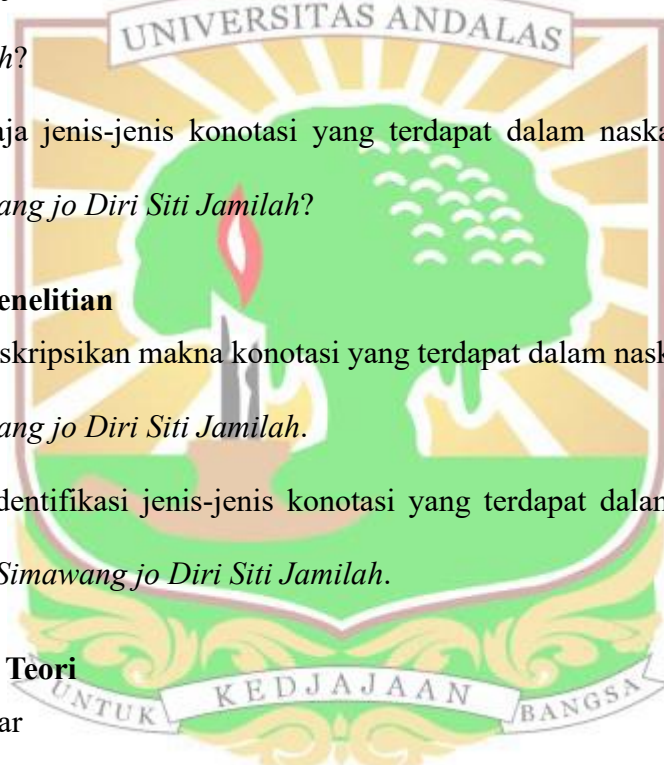 UNIVERSITAS ANDALAS
h?
aja jenis-jenis konotasi yang terdapat dalam naska
ang jo Diri Siti Jamilah?
enelitian
skripsikan makna konotasi yang terdapat dalam nask
ang jo Diri Siti Jamilah.
dentifikasi jenis-jenis konotasi yang terdapat dalam
Simawang jo Diri Siti Jamilah.
Teori
UNTUK KEDJAJAAN BANGSA
ar